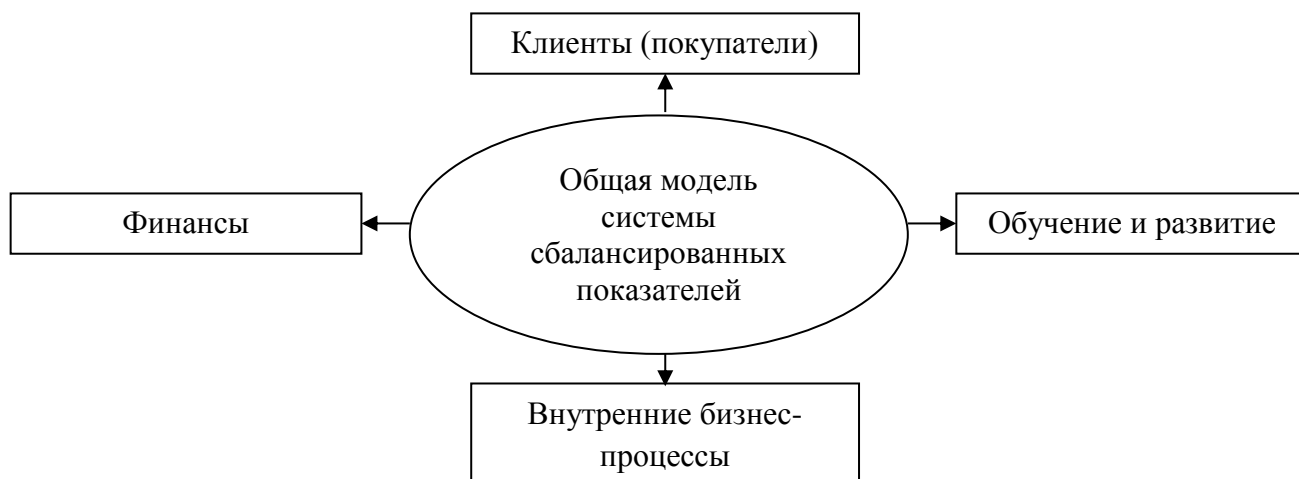 Клиенты (покупатели)
Общая модель
системы
сбалансированных
показателей
Финансы
Обучение и развитие
Внутренние бизнес-
процессы